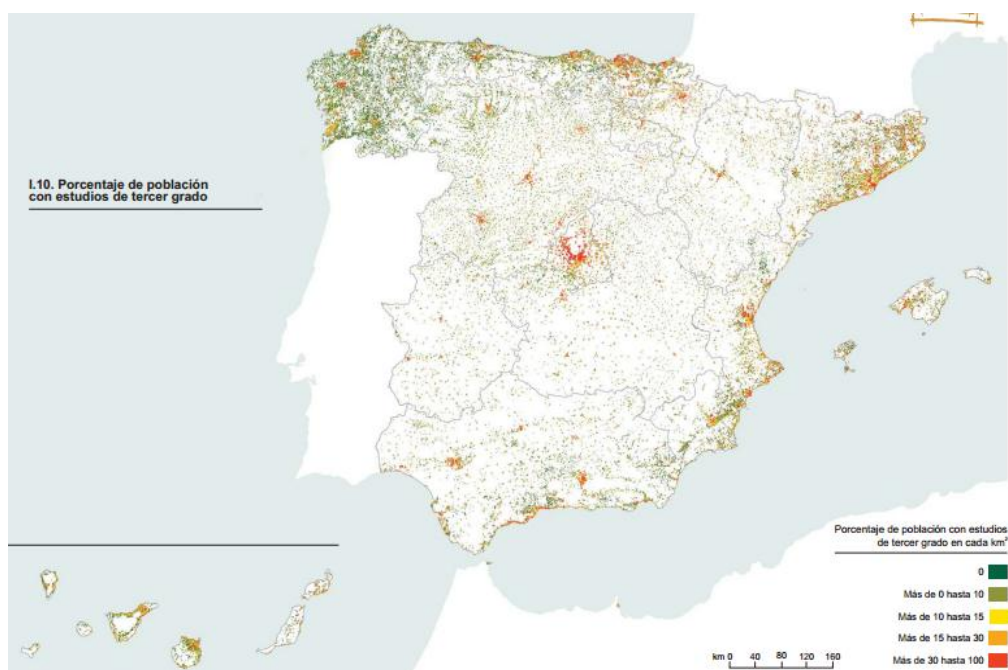 I.10. Porcentaje de población
con estudios de tercer grado
Porcentaje de población con estudios
de tercer grado en cada km²
0
Más de 0 hasta 10
Más de 10 hasta 15
Más de 15 hasta 30
Más de 30 hasta 100
km 0 40 80 120 160